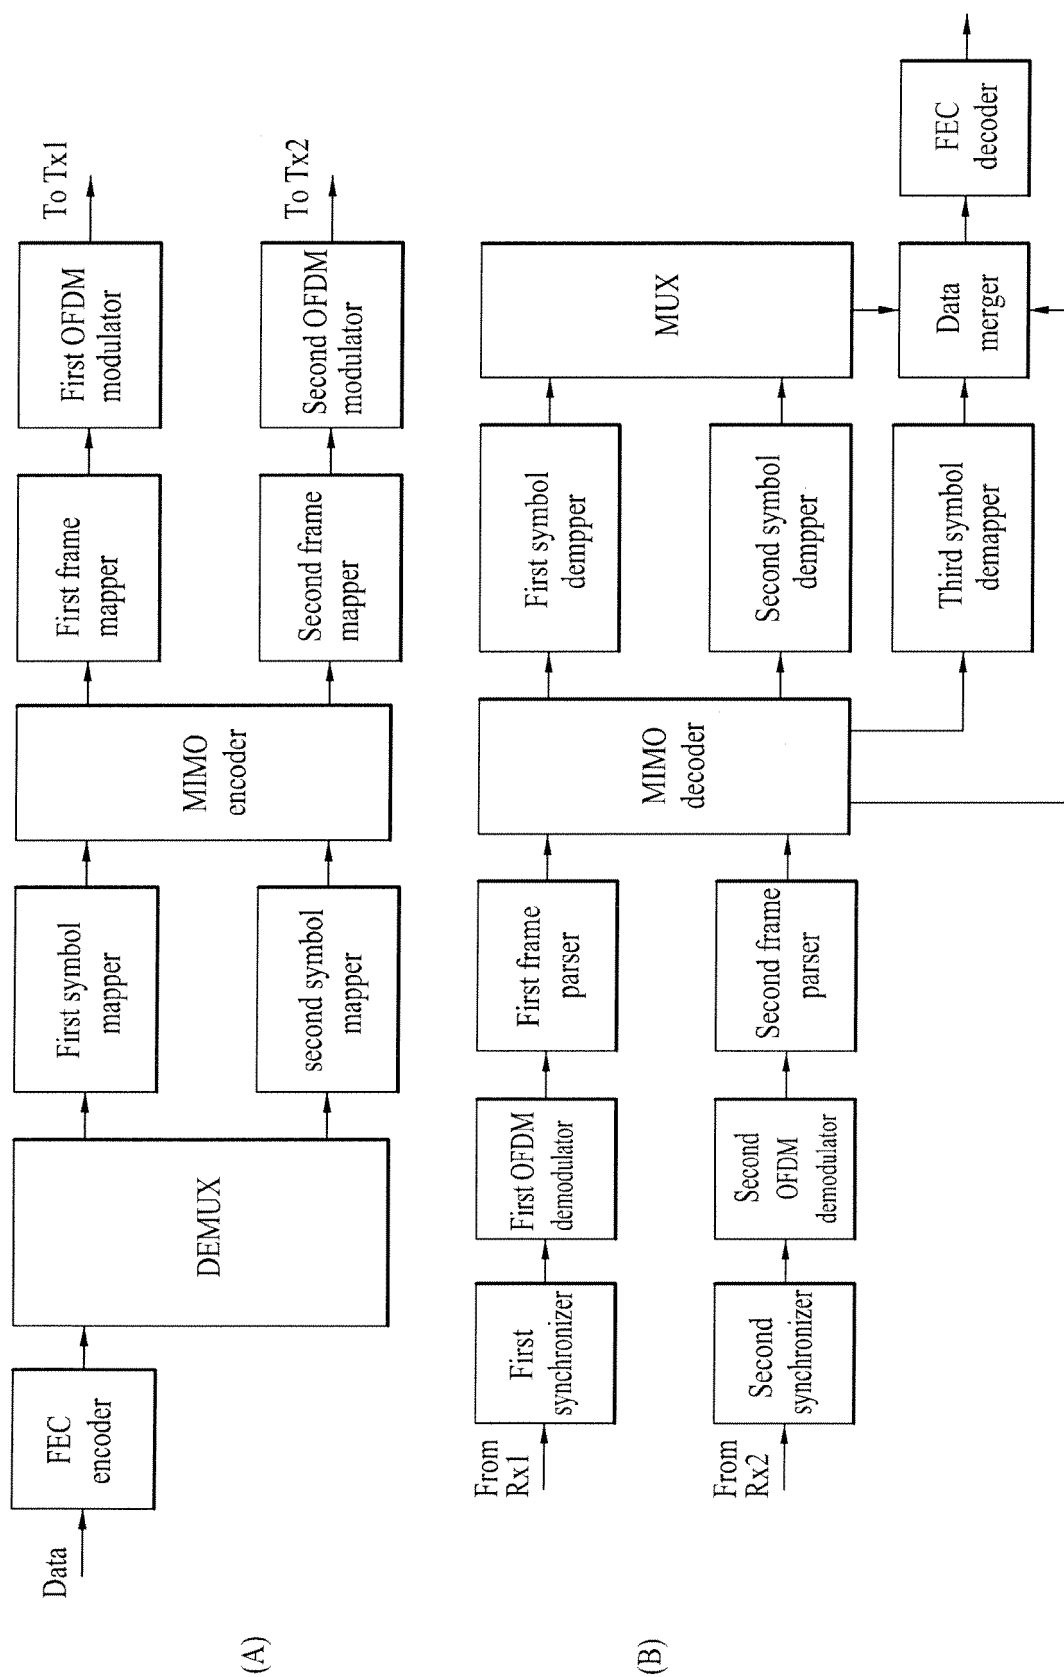 (A)
Data
FEC
encoder
DEMUX
First symbol
mapper
second symbol
mapper
MIMO
encoder
First frame
mapper
Second frame
mapper
First OFDM
modulator
Second OFDM
modulator
To Tx1
To Tx2
(B)
From
Rx1
From
Rx2
First
synchronizer
Second
synchronizer
First OFDM
demodulator
Second
OFDM
demodulator
First frame
parser
Second frame
parser
MIMO
decoder
First symbol
dempper
Second symbol
dempper
Third symbol
demapper
MUX
Data
merger
FEC
decoder